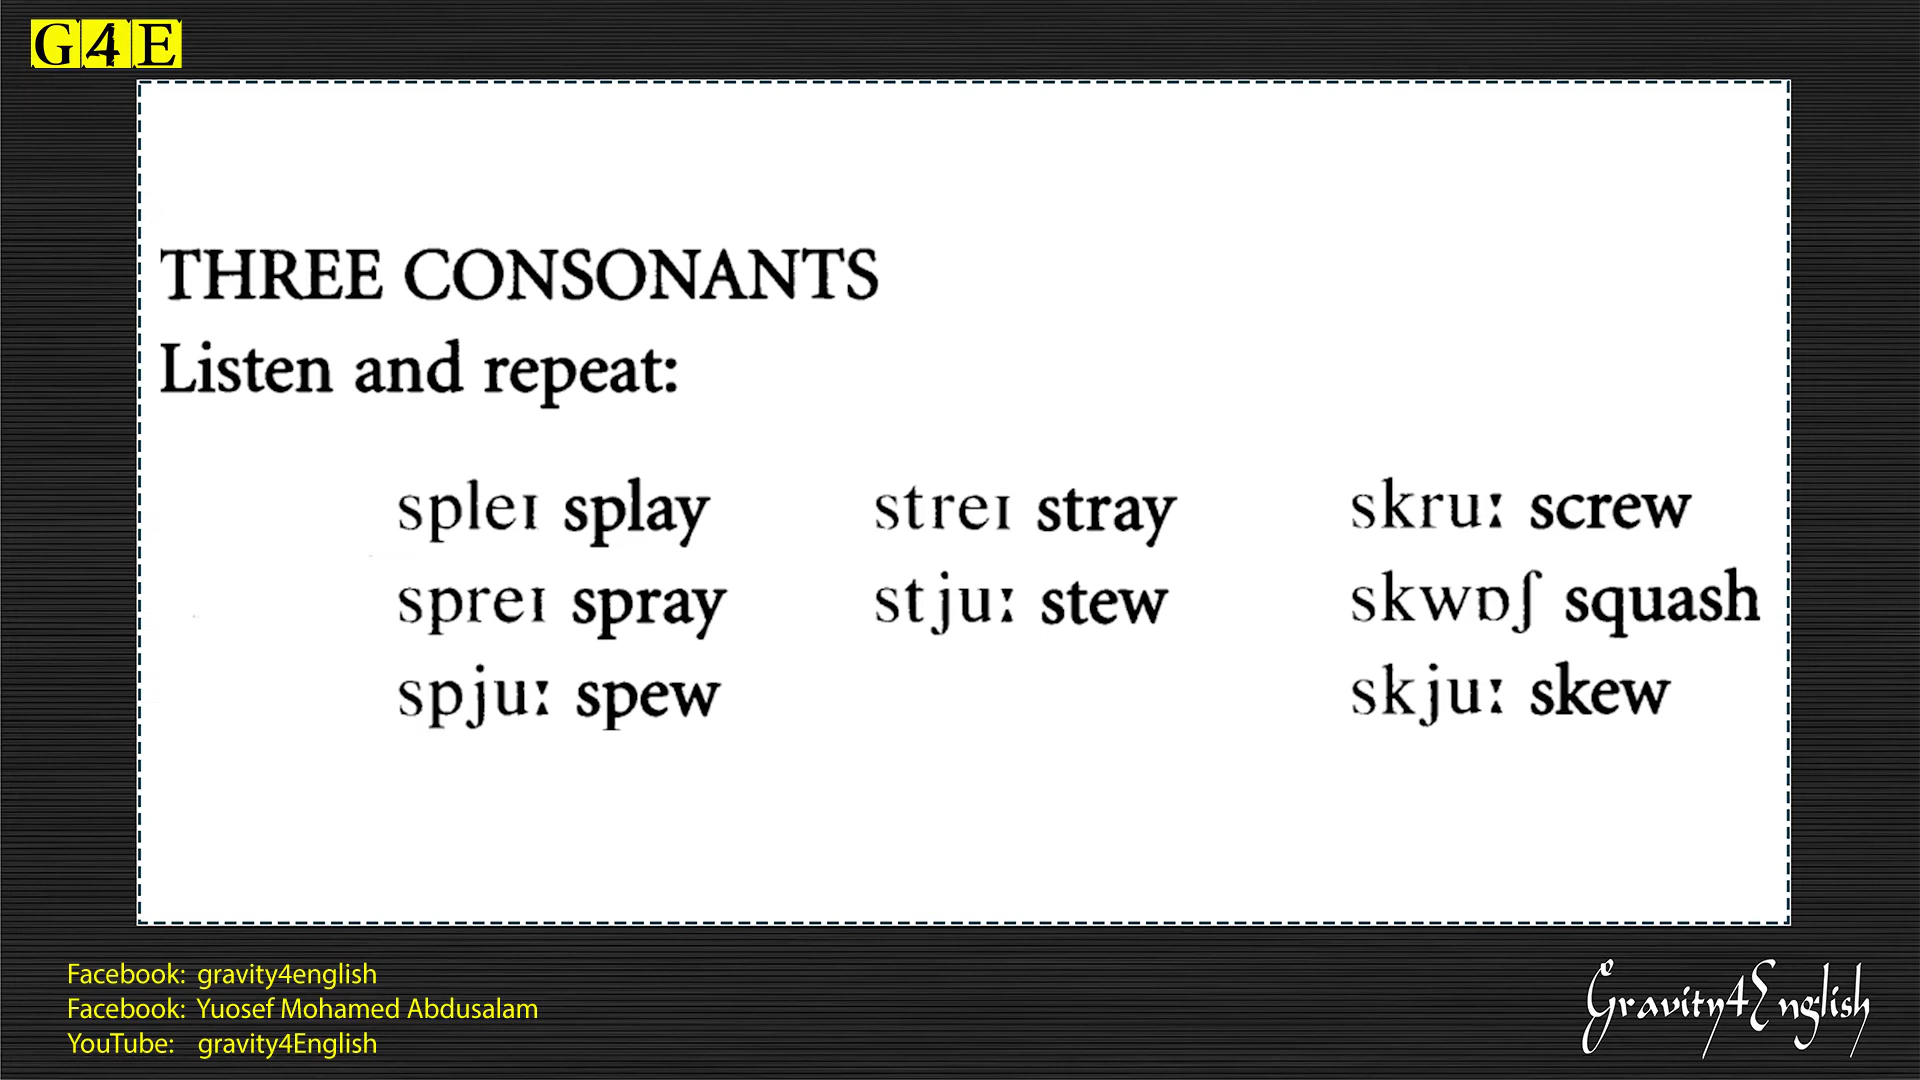 G4E
THREE CONSONANTS
Listen and repeat:
spleɪ splay streɪ stray skruː screw
spreɪ spray stjuː stew skwɒʃ squash
spjuː spew skjuː skew
Facebook: gravity4english
Facebook: Yuosef Mohamed Abdusalam
YouTube: gravity4English
Gravity4English